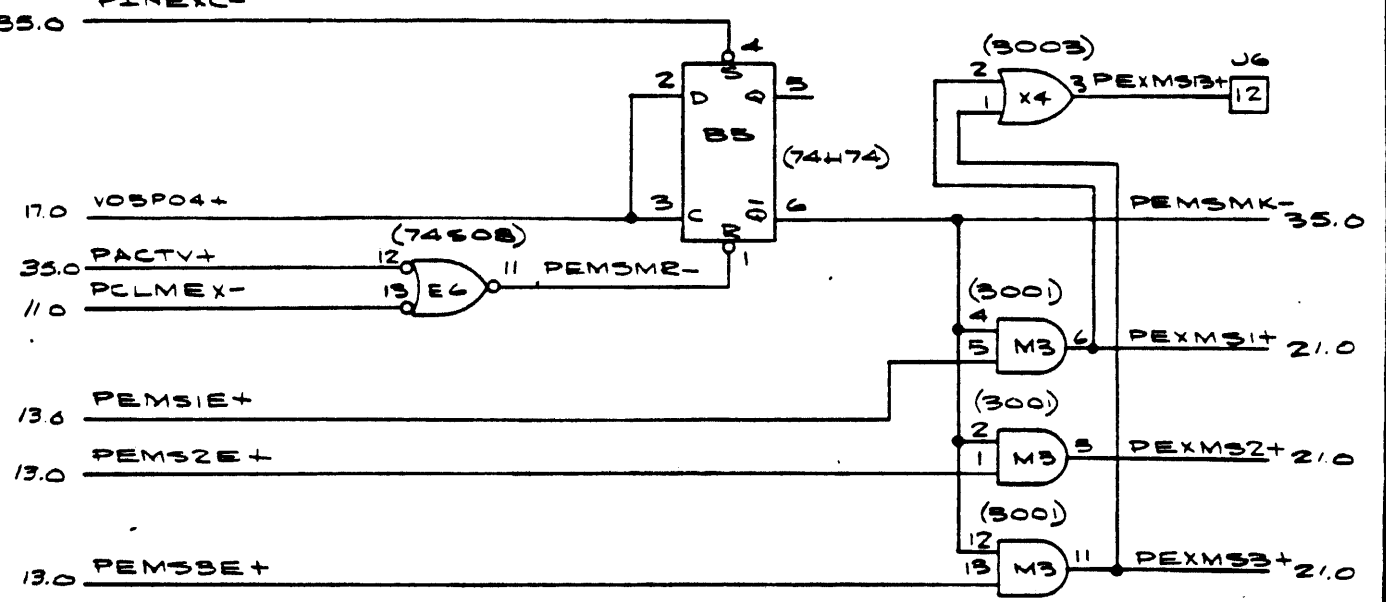 35.0
4
(3003)
J6
2
X4
3 PEXMS13+
12
1
2
D
S
Q
5
B5
(74H74)
17.0
V05P04+
3
C
R
6
PEMSMK-
35.0
(74S08)
1
35.0
PACTV+
12
E6
11
PEMSMR-
11.0
PCLMEX-
13
(3001)
4
5
M3
6
PEXMS1+
21.0
13.0
PEMS1E+
(3001)
2
1
M3
3
PEXMS2+
21.0
13.0
PEMS2E+
(3001)
12
13
M3
11
PEXMS3+
21.0
13.0
PEMS3E+